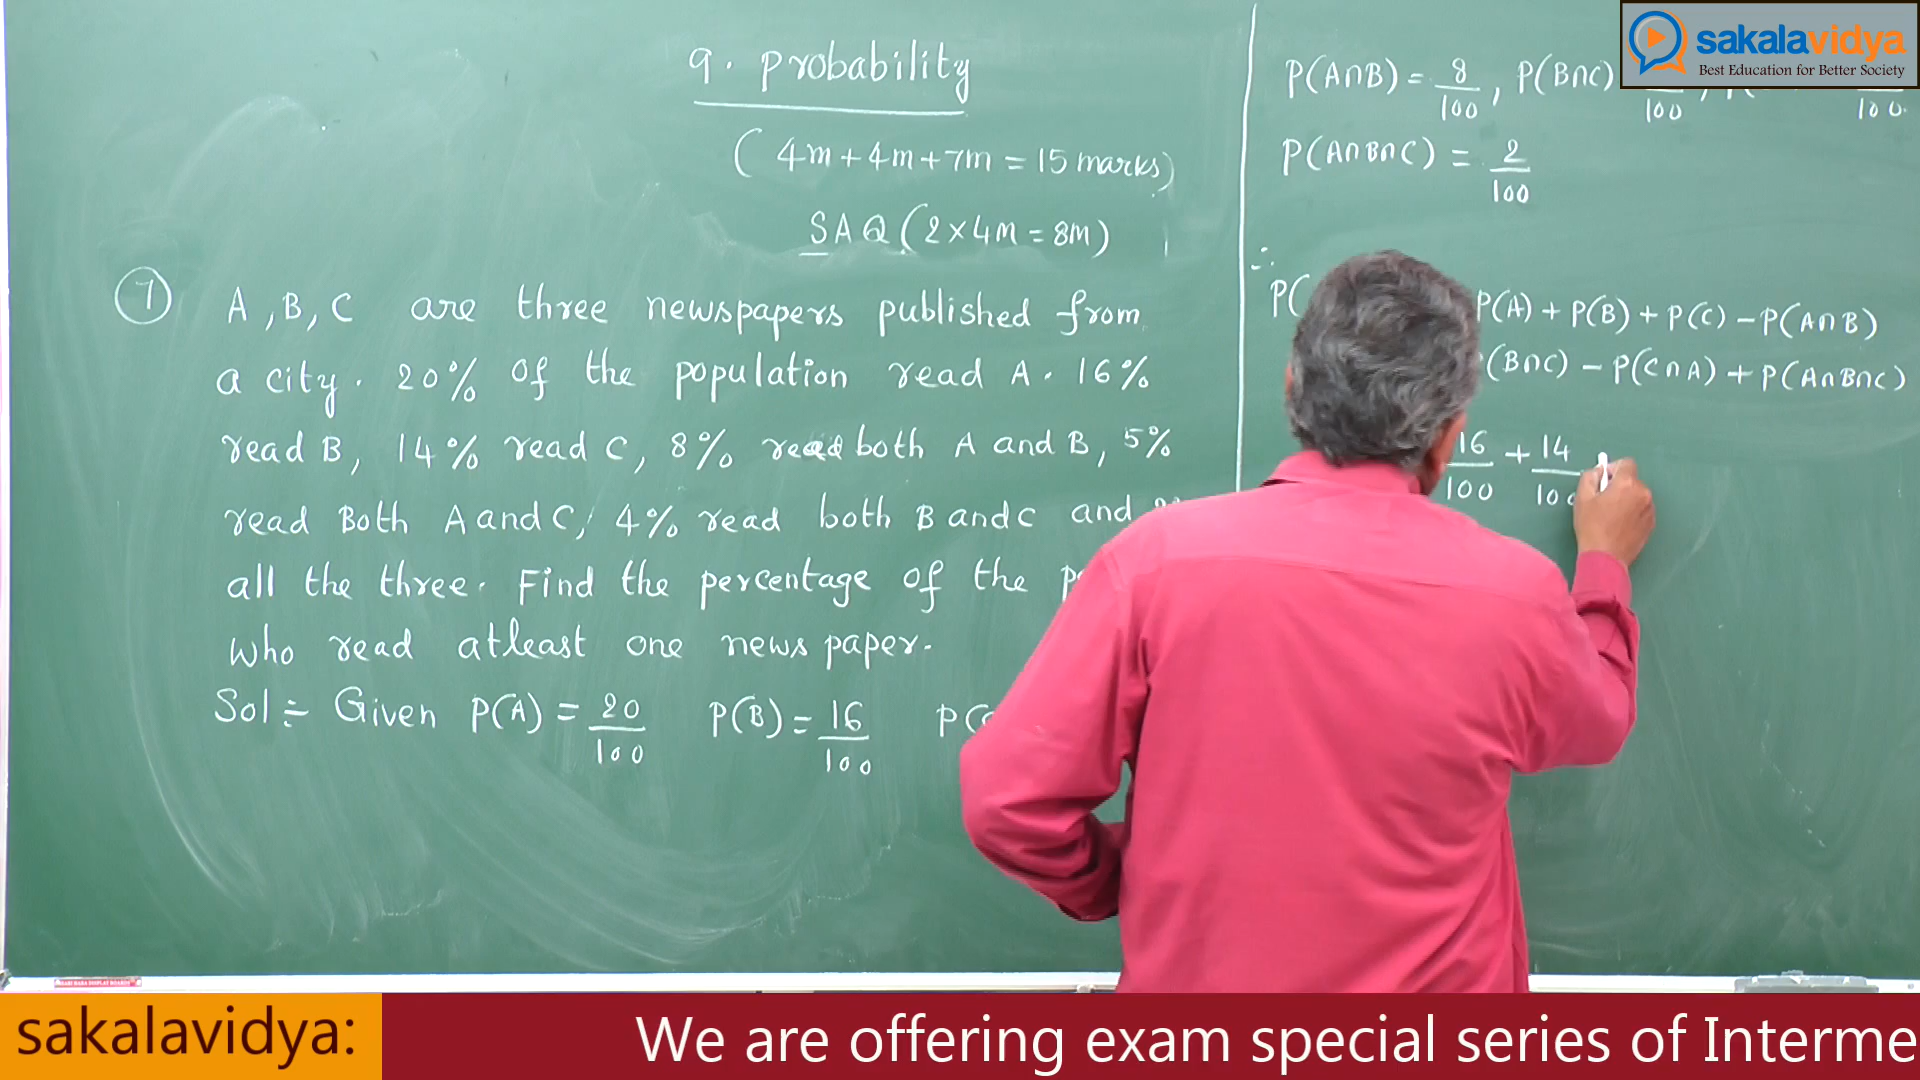 9. probability
( 4m + 4m + 7m = 15 marks)
SAQ ( 2 × 4m = 8m)
7 A, B, C are three newspapers published from
a city. 20% of the population read A. 16%
read B, 14% read C, 8% read both A and B, 5%
read Both A and C, 4% read both B and C and
all the three. Find the percentage of the
who read atleast one news paper.
Sol :- Given P(A) = 20/100 P(B) = 16/100
P(A∩B) = 8/100, P(B∩C) /100, /100.
P(A∩B∩C) = 2/100
∴
P( P(A) + P(B) + P(C) - P(A∩B)
(B∩C) - P(C∩A) + P(A∩B∩C)
16/100 + 14/100
sakalavidya
Best Education for Better Society
sakalavidya: We are offering exam special series of Interme